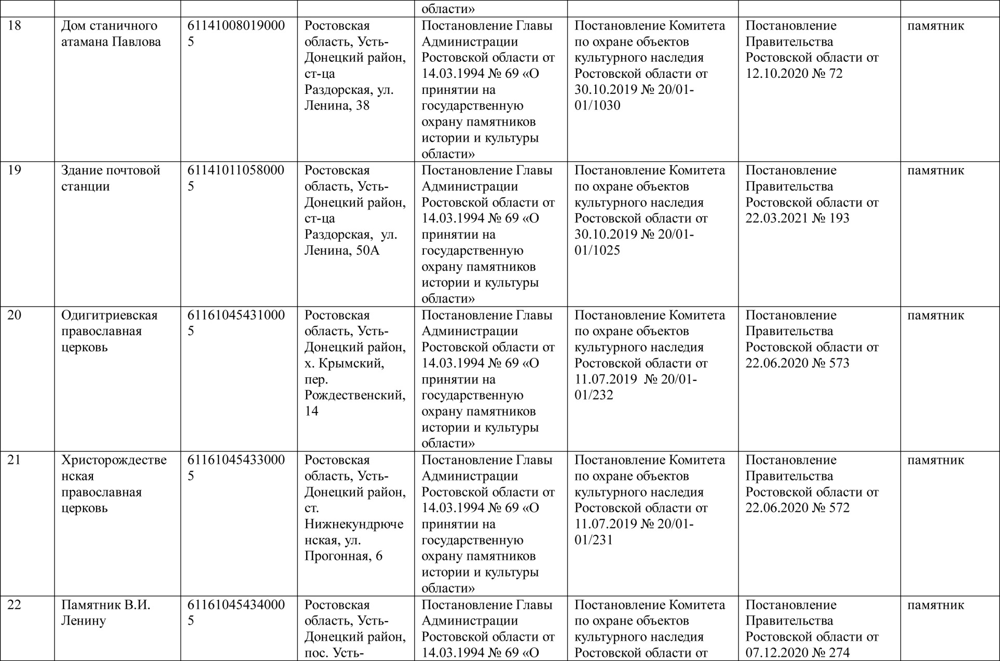 области»
18
Дом станичного
атамана Павлова
61141008019000
5
Ростовская
область, Усть-
Донецкий район,
ст-ца
Раздорская, ул.
Ленина, 38
Постановление Главы
Администрации
Ростовской области от
14.03.1994 № 69 «О
принятии на
государственную
охрану памятников
истории и культуры
области»
Постановление Комитета
по охране объектов
культурного наследия
Ростовской области от
30.10.2019 № 20/01-
01/1030
Постановление
Правительства
Ростовской области от
12.10.2020 № 72
памятник
19
Здание почтовой
станции
61141011058000
5
Ростовская
область, Усть-
Донецкий район,
ст-ца
Раздорская,  ул.
Ленина, 50А
Постановление Главы
Администрации
Ростовской области от
14.03.1994 № 69 «О
принятии на
государственную
охрану памятников
истории и культуры
области»
Постановление Комитета
по охране объектов
культурного наследия
Ростовской области от
30.10.2019 № 20/01-
01/1025
Постановление
Правительства
Ростовской области от
22.03.2021 № 193
памятник
20
Одигитриевская
православная
церковь
61161045431000
5
Ростовская
область, Усть-
Донецкий район,
х. Крымский,
пер.
Рождественский,
14
Постановление Главы
Администрации
Ростовской области от
14.03.1994 № 69 «О
принятии на
государственную
охрану памятников
истории и культуры
области»
Постановление Комитета
по охране объектов
культурного наследия
Ростовской области от
11.07.2019  № 20/01-
01/232
Постановление
Правительства
Ростовской области от
22.06.2020 № 573
памятник
21
Христорождестве
нская
православная
церковь
61161045433000
5
Ростовская
область, Усть-
Донецкий район,
ст.
Нижнекундрюче
нская, ул.
Прогонная, 6
Постановление Главы
Администрации
Ростовской области от
14.03.1994 № 69 «О
принятии на
государственную
охрану памятников
истории и культуры
области»
Постановление Комитета
по охране объектов
культурного наследия
Ростовской области от
11.07.2019 № 20/01-
01/231
Постановление
Правительства
Ростовской области от
22.06.2020 № 572
памятник
22
Памятник В.И.
Ленину
61161045434000
5
Ростовская
область, Усть-
Донецкий район,
пос. Усть-
Постановление Главы
Администрации
Ростовской области от
14.03.1994 № 69 «О
Постановление Комитета
по охране объектов
культурного наследия
Ростовской области от
Постановление
Правительства
Ростовской области от
07.12.2020 № 274
памятник